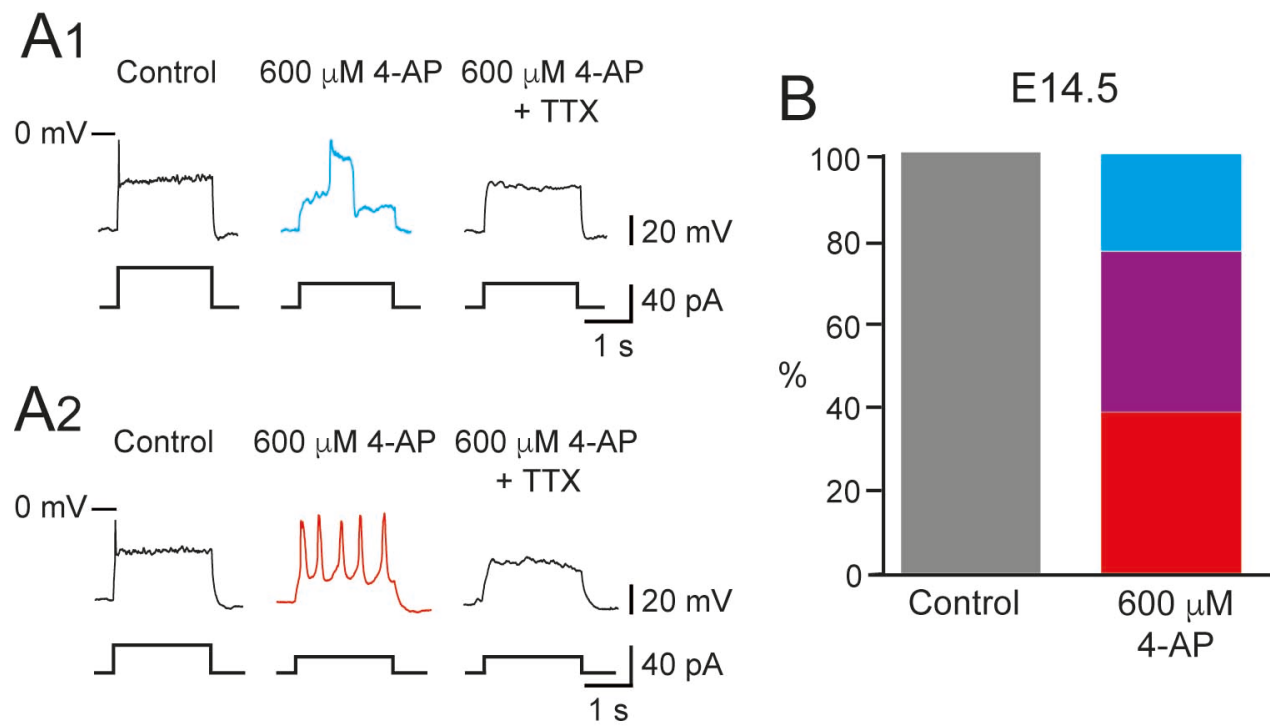 A1
Control 600 μM 4-AP 600 μM 4-AP
+ TTX
0 mV
20 mV
40 pA
1 s
A2
Control 600 μM 4-AP 600 μM 4-AP
+ TTX
0 mV
20 mV
40 pA
1 s
B
E14.5
100
80
60
%
40
20
0
Control 600 μM
4-AP